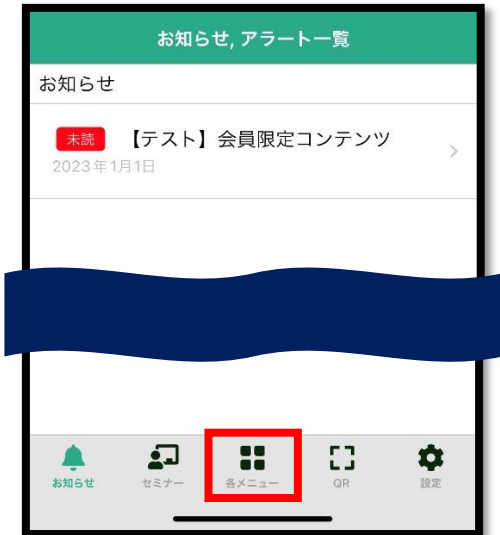 お知らせ, アラート一覧
お知らせ
未読 【テスト】会員限定コンテンツ
2023年1月1日
お知らせ セミナー 各メニュー QR 設定